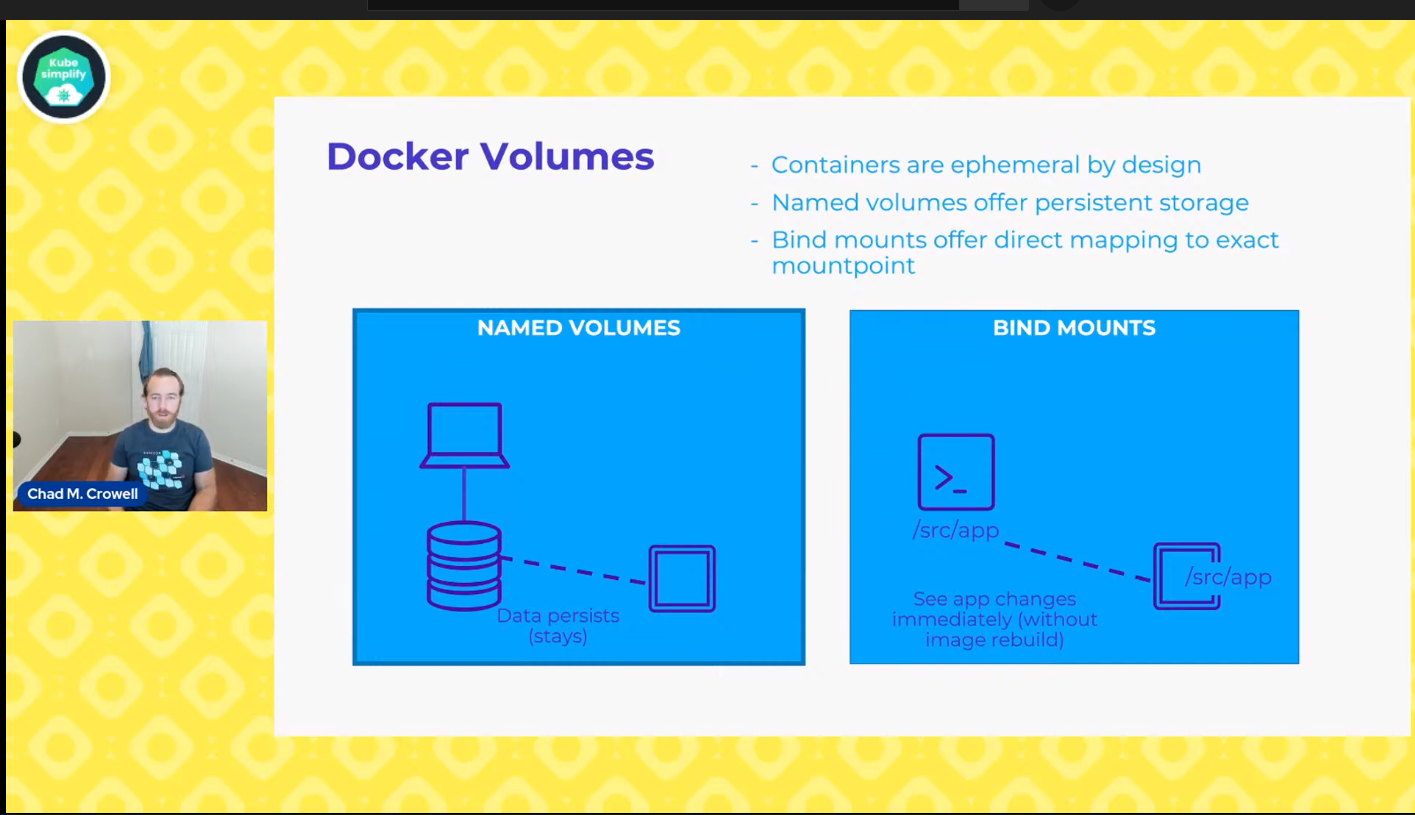 Kube
simplify
Docker Volumes
- Containers are ephemeral by design
- Named volumes offer persistent storage
- Bind mounts offer direct mapping to exact
mountpoint
NAMED VOLUMES
Data persists
(stays)
BIND MOUNTS
>_
/src/app
/src/app
See app changes
immediately (without
image rebuild)
Chad M. Crowell